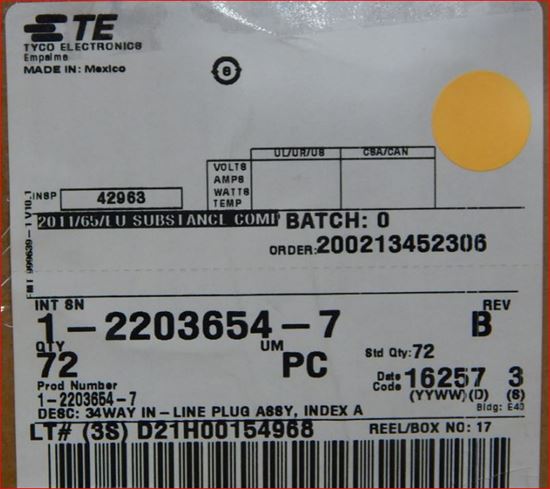 TE
TYCO ELECTRONICS
Empalme
MADE IN: Mexico
6
UL/UR/US CSA/CAN
VOLTS
AMPS
WATTS
TEMP
INSP 42963
2011/65/EU SUBSTANCE COMP BATCH: 0
ORDER:200213452306
INT SN REV
1-2203654-7 B
QTY UM
72 PC Std Qty:72
Prod Number Date Code 16257 3
1-2203654-7 (YYWW)(D) (S)
DESC: 34WAY IN-LINE PLUG ASSY, INDEX A Bldg: E43
LT# (3S) D21H00154968 REEL/BOX NO: 17